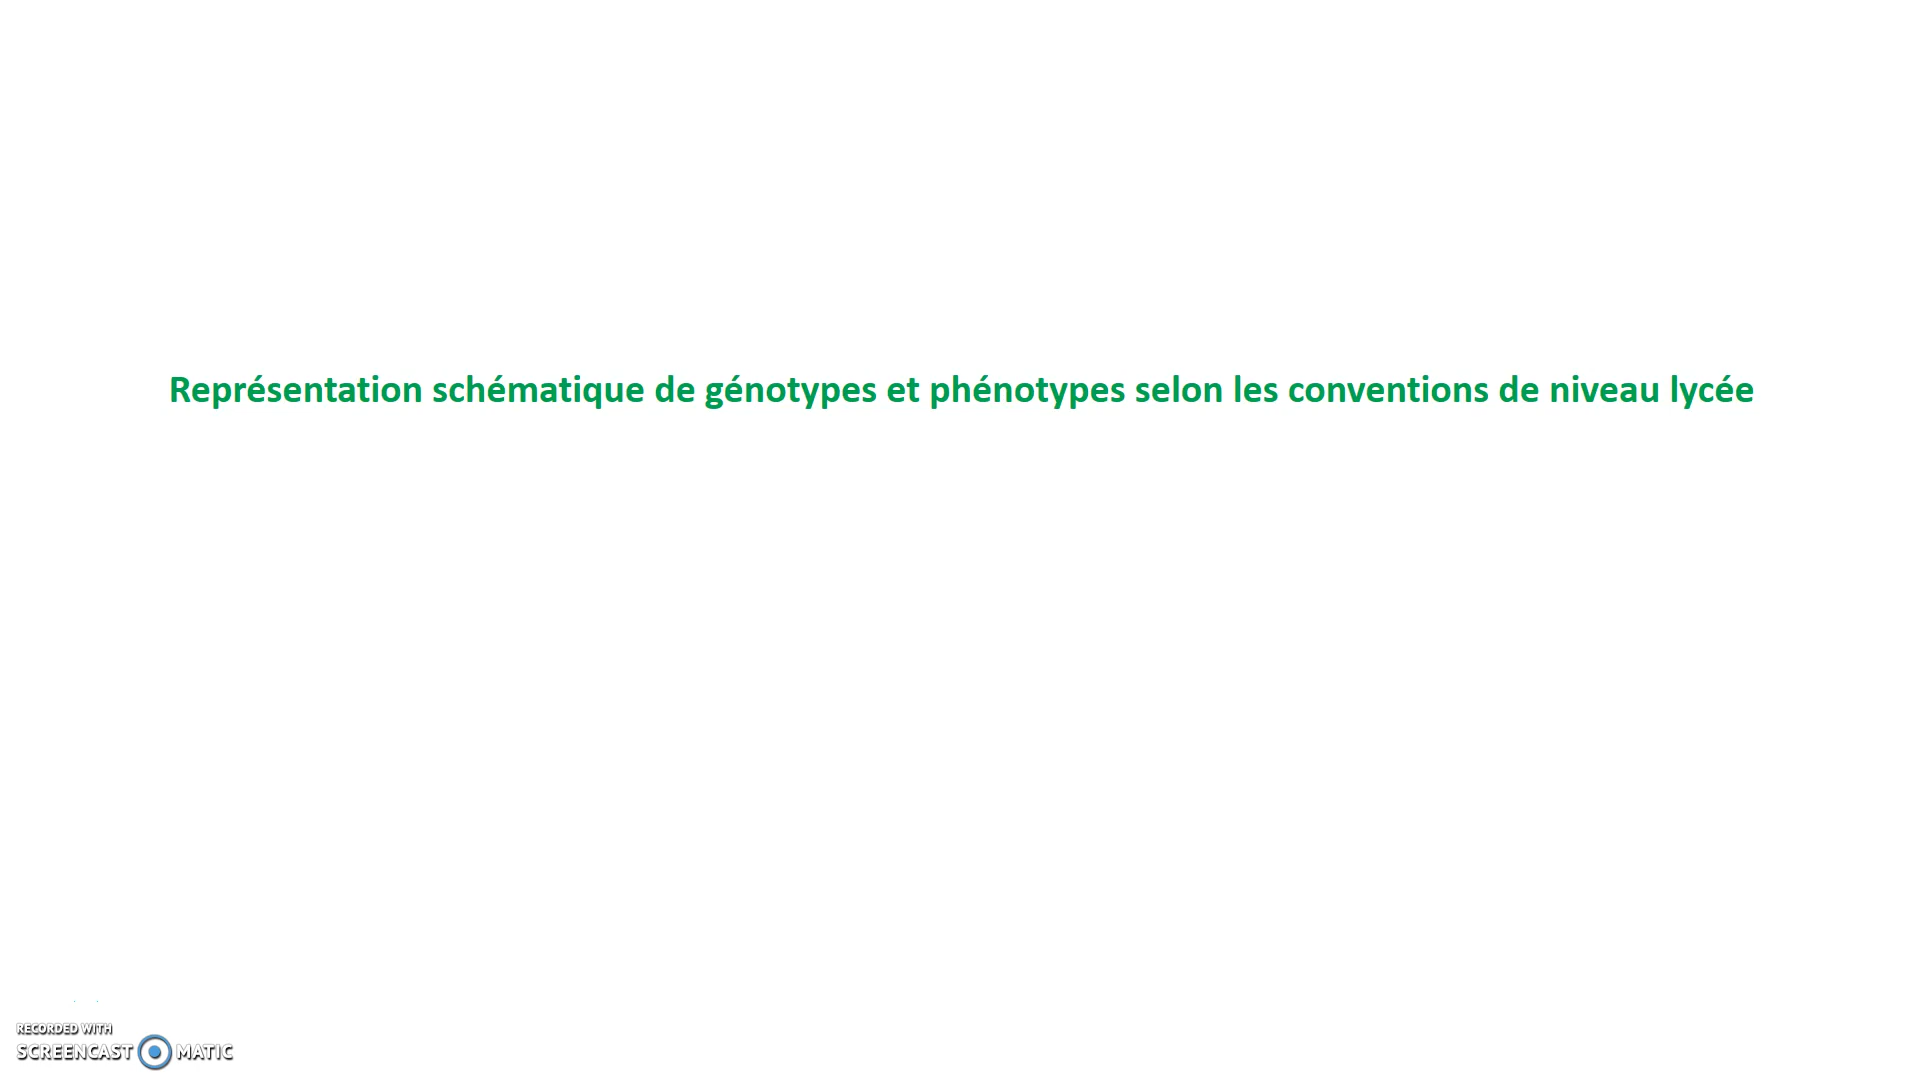 Représentation schématique de génotypes et phénotypes selon les conventions de niveau lycée
RECORDED WITH
SCREENCAST MATIC